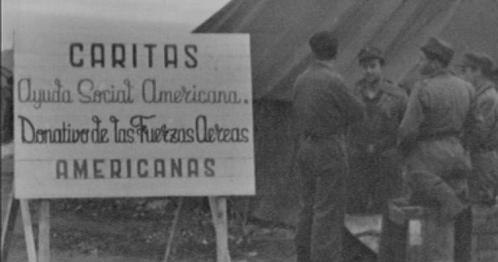 CARITAS
Ayuda Social Americana.
Donativo de las Fuerzas Aereas
AMERICANAS